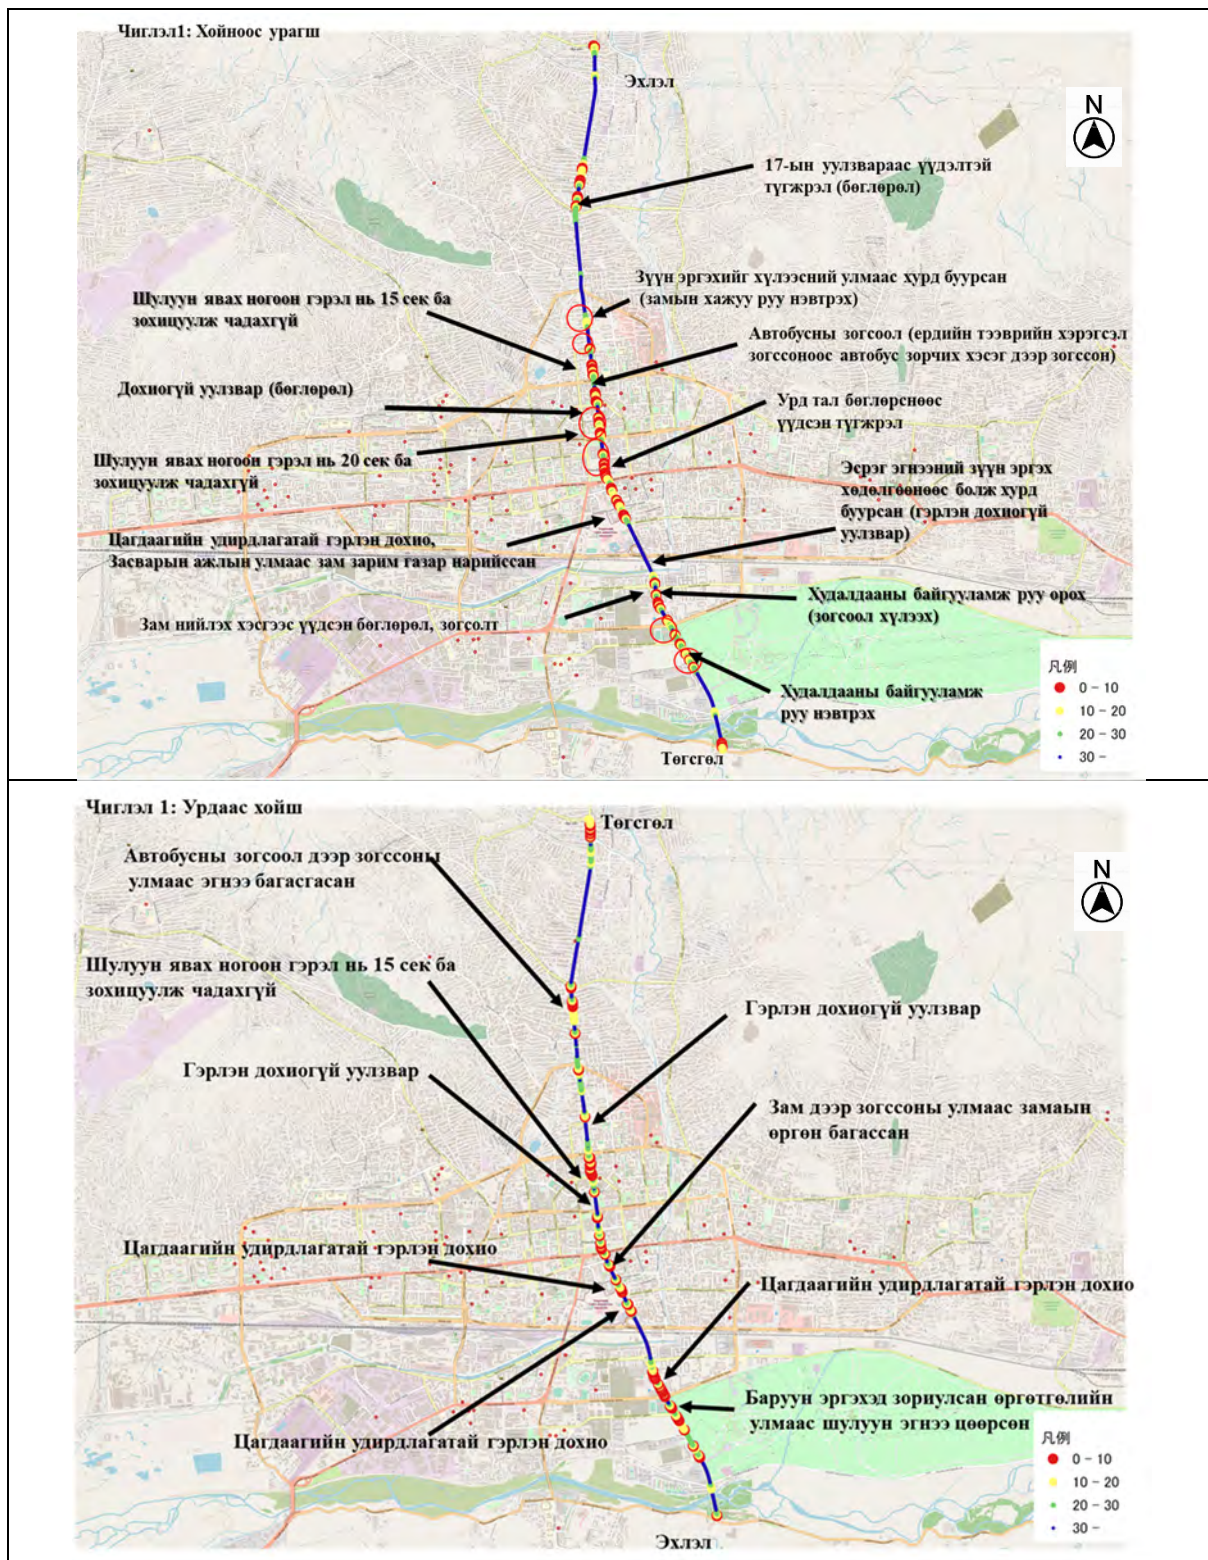 Чиглэл1: Хойноос урагш
Эхлэл
N
17-ын уулзвараас үүдэлтэй
түгжрэл (бөглөрөл)
Зүүн эргэхийг хүлээсний улмаас хурд буурсан
(замын хажуу руу нэвтрэх)
Шулуун явах ногоон гэрэл нь 15 сек ба
зохицуулж чадахгүй
Автобусны зогсоол (ердийн тээврийн хэрэгсэл
зогссоноос автобус зорчих хэсэг дээр зогссон)
Дохиогүй уулзвар (бөглөрөл)
Урд тал бөглөрснөөс
үүдсэн түгжрэл
Шулуун явах ногоон гэрэл нь 20 сек ба
зохицуулж чадахгүй
Эсрэг эгнээний зүүн эргэх
хөдөлгөөнөөс болж хурд
буурсан (гэрлэн дохиогүй
уулзвар)
Цагдаагийн удирдлагатай гэрлэн дохио,
Засварын ажлын улмаас зам зарим газар нарийссан
Худалдааны байгууламж руу орох
(зогсоол хүлээх)
Зам нийлэх хэсгээс үүдсэн бөглөрөл, зогсолт
Худалдааны байгууламж
руу нэвтрэх
凡例
0 - 10
10 - 20
20 - 30
30 -
Төгсгөл
Чиглэл 1: Урдаас хойш
Төгсгөл
N
Автобусны зогсоол дээр зогссоны
улмаас эгнээ багасгасан
Шулуун явах ногоон гэрэл нь 15 сек ба
зохицуулж чадахгүй
Гэрлэн дохиогүй уулзвар
Гэрлэн дохиогүй уулзвар
Зам дээр зогссоны улмаас замаын
өргөн багассан
Цагдаагийн удирдлагатай гэрлэн дохио
Цагдаагийн удирдлагатай гэрлэн дохио
Баруун эргэхэд зориулсан өргөтгөлийн
улмаас шулуун эгнээ цөөрсөн
Цагдаагийн удирдлагатай гэрлэн дохио
凡例
0 - 10
10 - 20
20 - 30
30 -
Эхлэл